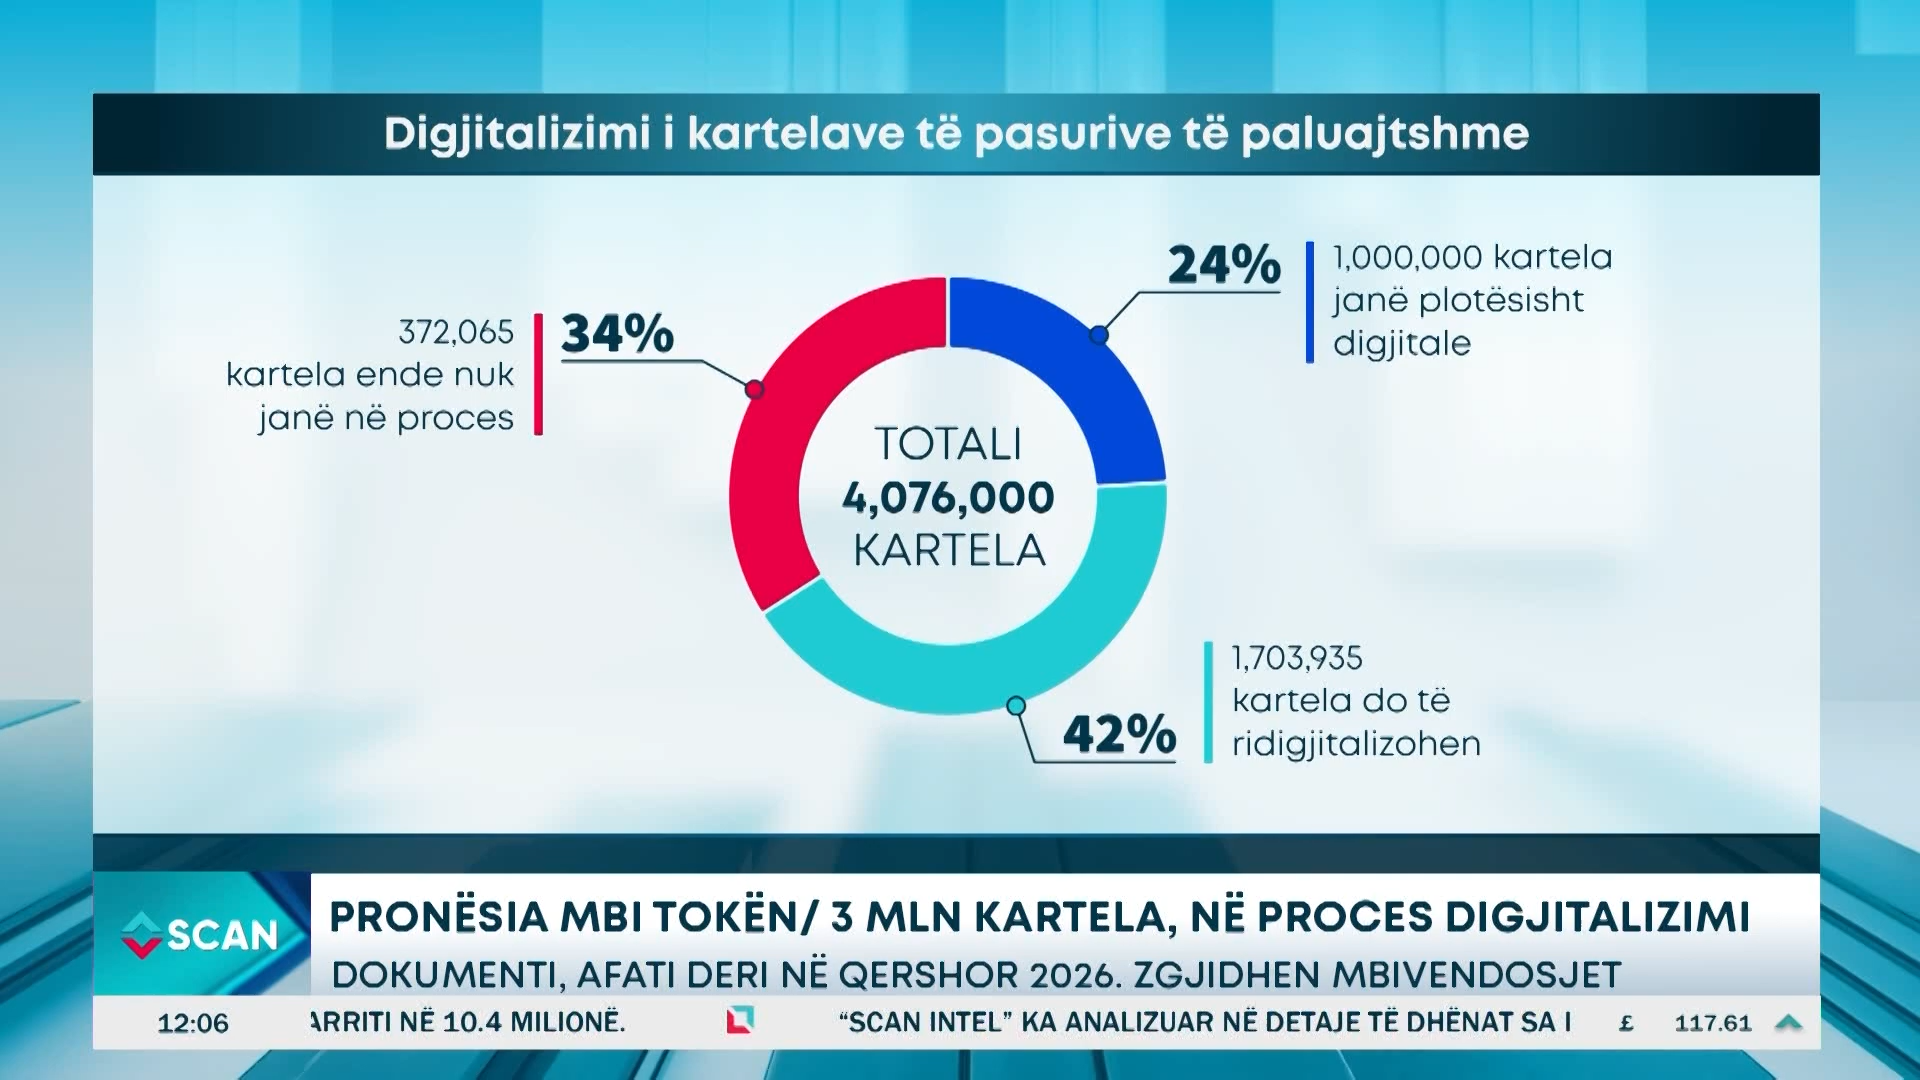 Digjitalizimi i kartelave të pasurive të paluajtshme
24%
1,000,000 kartela
janë plotësisht
digjitale
372,065
kartela ende nuk
janë në proces
34%
TOTALI
4,076,000
KARTELA
1,703,935
kartela do të
ridigjitalizohen
42%
SCAN
PRONËSIA MBI TOKËN/ 3 MLN KARTELA, NË PROCES DIGJITALIZIMI
DOKUMENTI, AFATI DERI NË QERSHOR 2026. ZGJIDHEN MBIVENDOSJET
12:06
ARRITI NË 10.4 MILIONË.
“SCAN INTEL” KA ANALIZUAR NË DETAJE TË DHËNAT SA I
£ 117.61